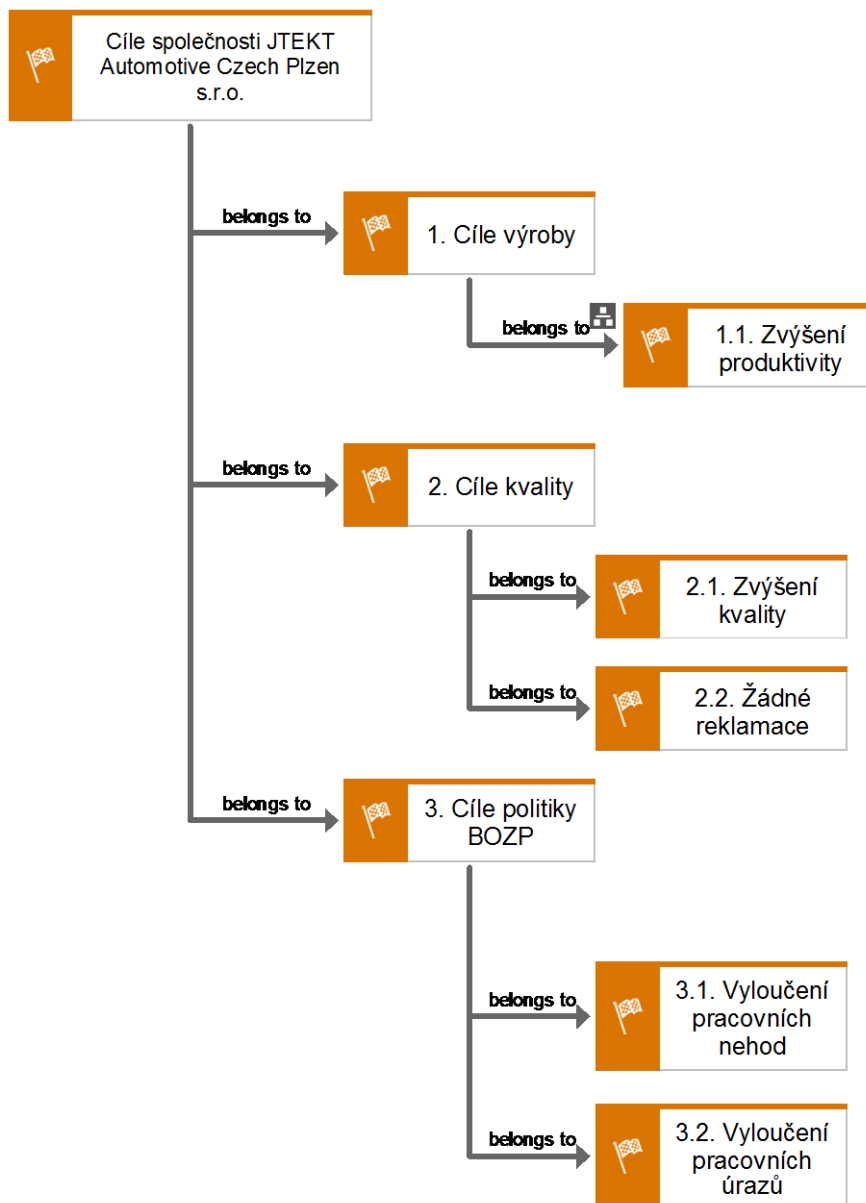 Cíle společnosti JTEKT
Automotive Czech Plzen
s.r.o.
belongs to
1. Cíle výroby
belongs to
1.1. Zvýšení
produktivity
belongs to
2. Cíle kvality
belongs to
2.1. Zvýšení
kvality
belongs to
2.2. Žádné
reklamace
belongs to
3. Cíle politiky
BOZP
belongs to
3.1. Vyloučení
pracovních
nehod
belongs to
3.2. Vyloučení
pracovních
úrazů